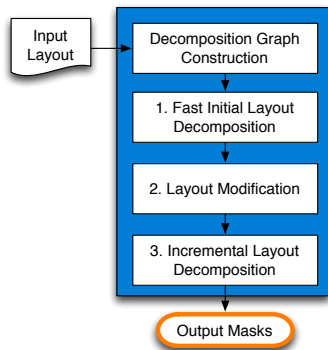 Input
Layout
Decomposition Graph
Construction
1. Fast Initial Layout
Decomposition
2. Layout Modification
3. Incremental Layout
Decomposition
Output Masks